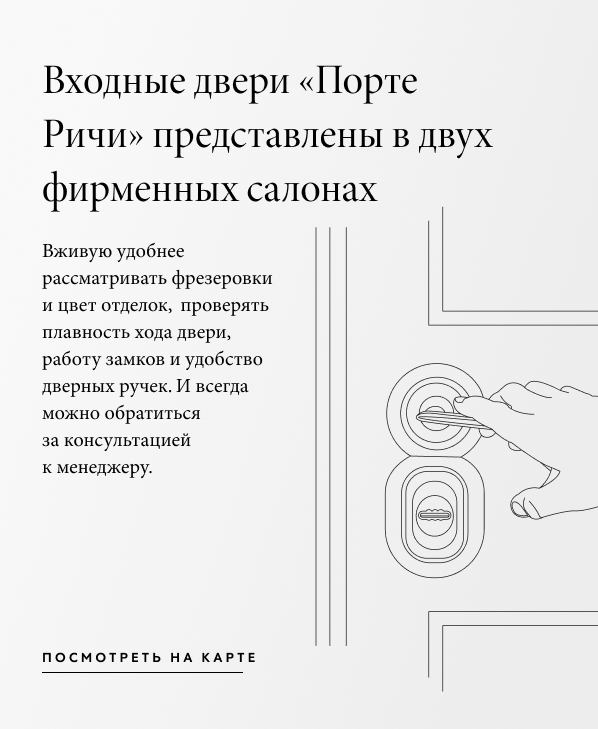 Входные двери «Порте
Ричи» представлены в двух
фирменных салонах
Вживую удобнее
рассматривать фрезеровки
и цвет отделок,  проверять
плавность хода двери,
работу замков и удобство
дверных ручек. И всегда
можно обратиться
за консультацией
к менеджеру.
ПОСМОТРЕТЬ НА КАРТЕ